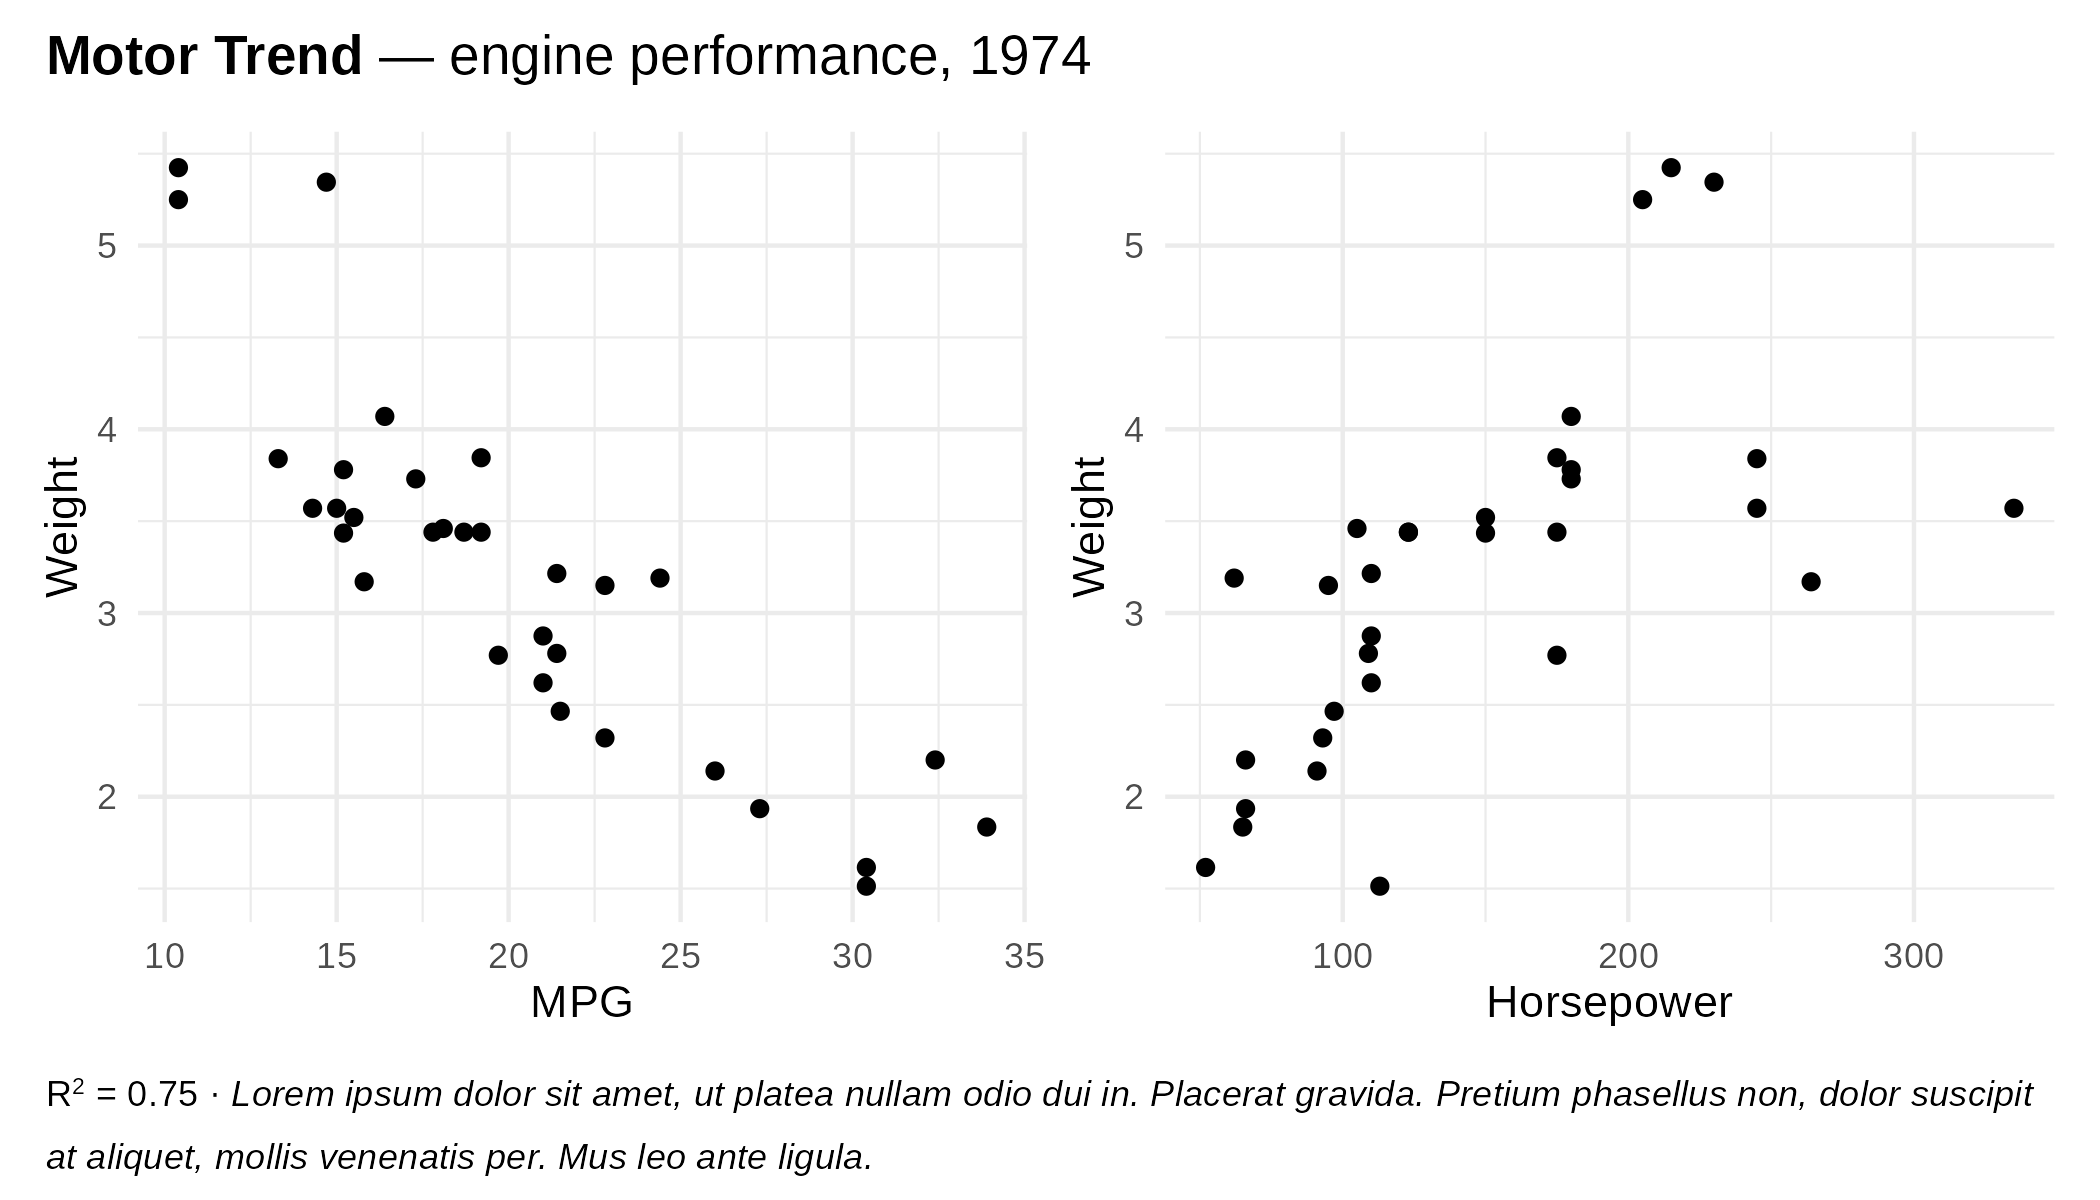 Motor Trend — engine performance, 1974
5
4
3
2
Weight
10 15 20 25 30 35
MPG
5
4
3
2
Weight
100 200 300
Horsepower
R² = 0.75 · Lorem ipsum dolor sit amet, ut platea nullam odio dui in. Placerat gravida. Pretium phasellus non, dolor suscipit
at aliquet, mollis venenatis per. Mus leo ante ligula.